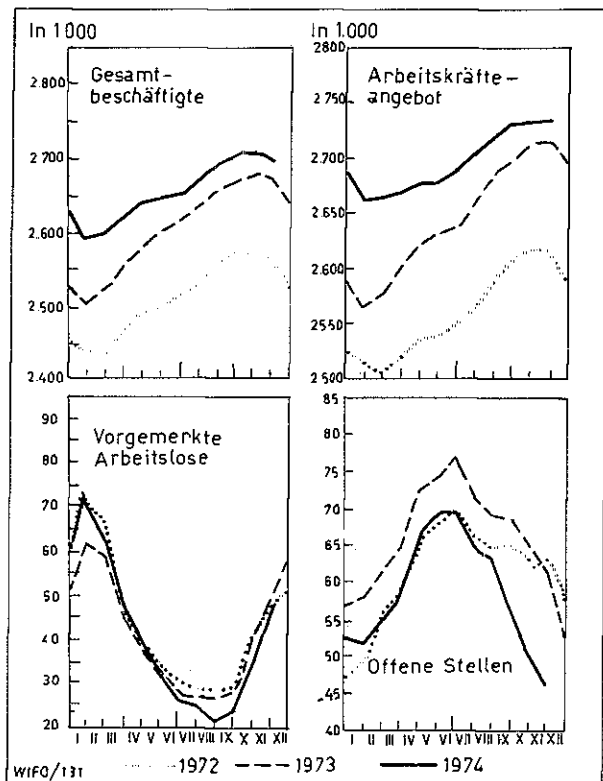 In 1000
In 1.000
Gesamt-
beschäftigte
Arbeitskräfte-
angebot
2.800
2.700
2.600
2.500
2.400
2800
2.750
2.700
2.650
2.600
2.550
2500
Vorgemerkte
Arbeitslose
Offene Stellen
90
80
70
60
50
40
30
20
85
80
75
70
65
60
55
50
45
40
I II III IV V VI VII VIII IX X XI XII
I II III IV V VI VII VIII IX X XI XII
WIFO/131
1972 1973 1974